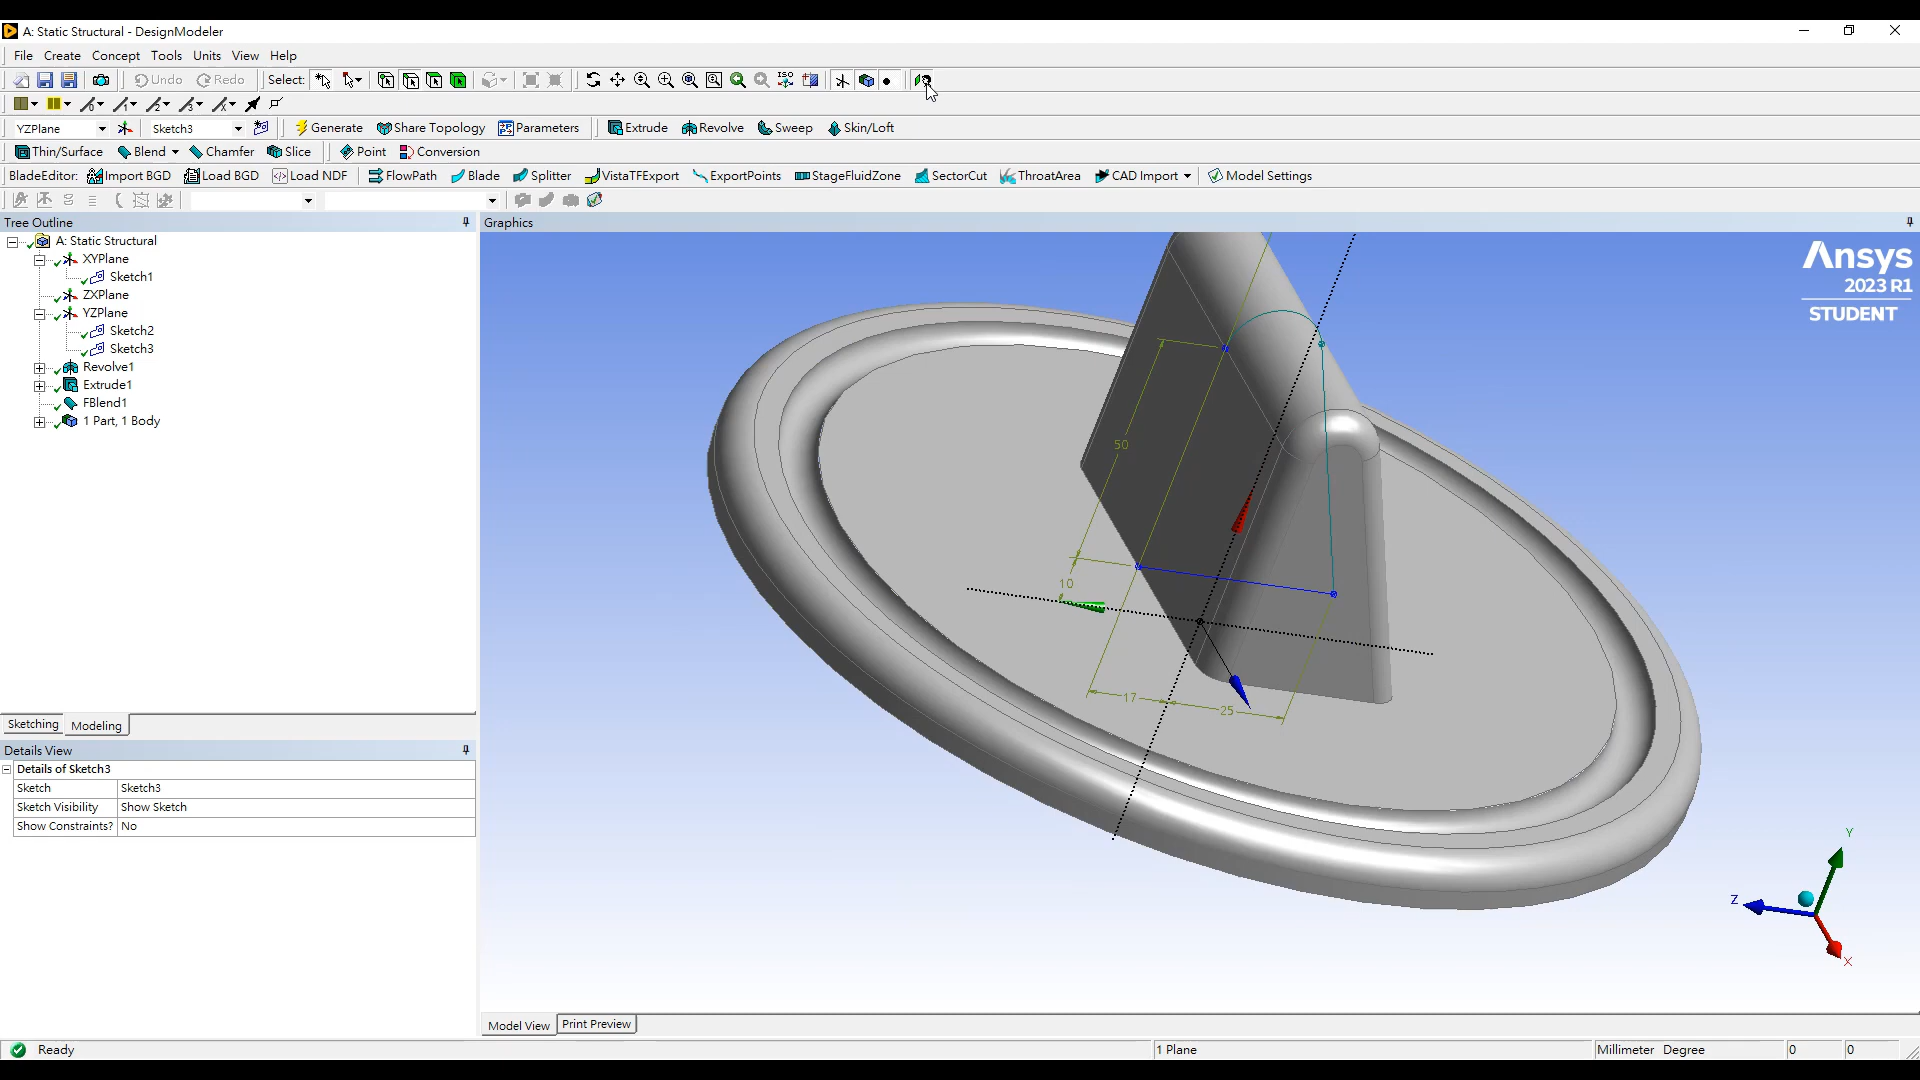 A: Static Structural - DesignModeler
File Create Concept Tools Units View Help
Undo Redo Select: ISO
YZPlane Sketch3 Generate Share Topology Parameters Extrude Revolve Sweep Skin/Loft
Thin/Surface Blend Chamfer Slice Point Conversion
BladeEditor: Import BGD Load BGD Load NDF FlowPath Blade Splitter VistaTFExport ExportPoints StageFluidZone SectorCut ThroatArea CAD Import Model Settings
Tree Outline
A: Static Structural
XYPlane
Sketch1
ZXPlane
YZPlane
Sketch2
Sketch3
Revolve1
Extrude1
FBlend1
1 Part, 1 Body
Sketching Modeling
Details View
Details of Sketch3
Sketch Sketch3
Sketch Visibility Show Sketch
Show Constraints? No
Graphics
Ansys
2023 R1
STUDENT
50
10
17
25
Y
Z
X
Model View Print Preview
Ready 1 Plane Millimeter Degree 0 0